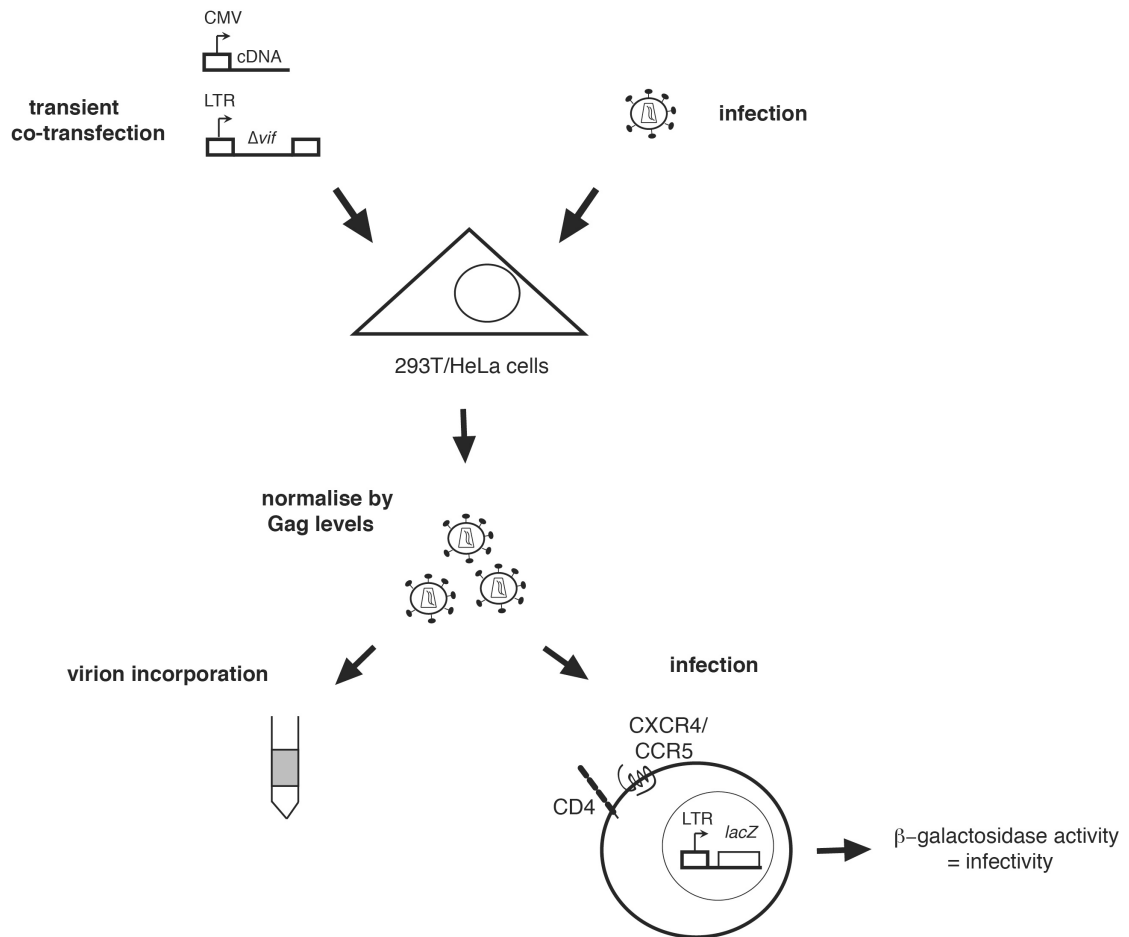 CMV
cDNA
transient
co-transfection
LTR
Δvif
infection
293T/HeLa cells
normalise by
Gag levels
virion incorporation
infection
CXCR4/
CCR5
CD4
LTR
lacZ
β–galactosidase activity
= infectivity